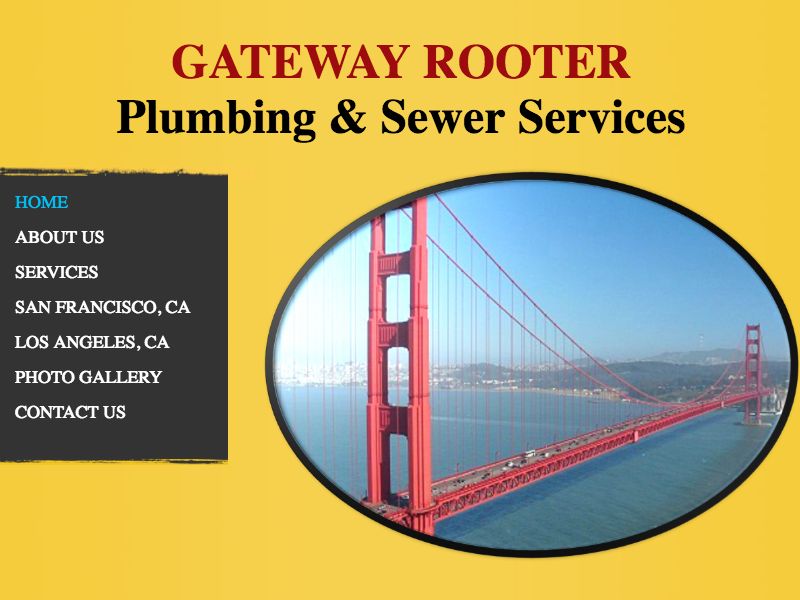 GATEWAY ROOTER
Plumbing & Sewer Services
HOME
ABOUT US
SERVICES
SAN FRANCISCO, CA
LOS ANGELES, CA
PHOTO GALLERY
CONTACT US